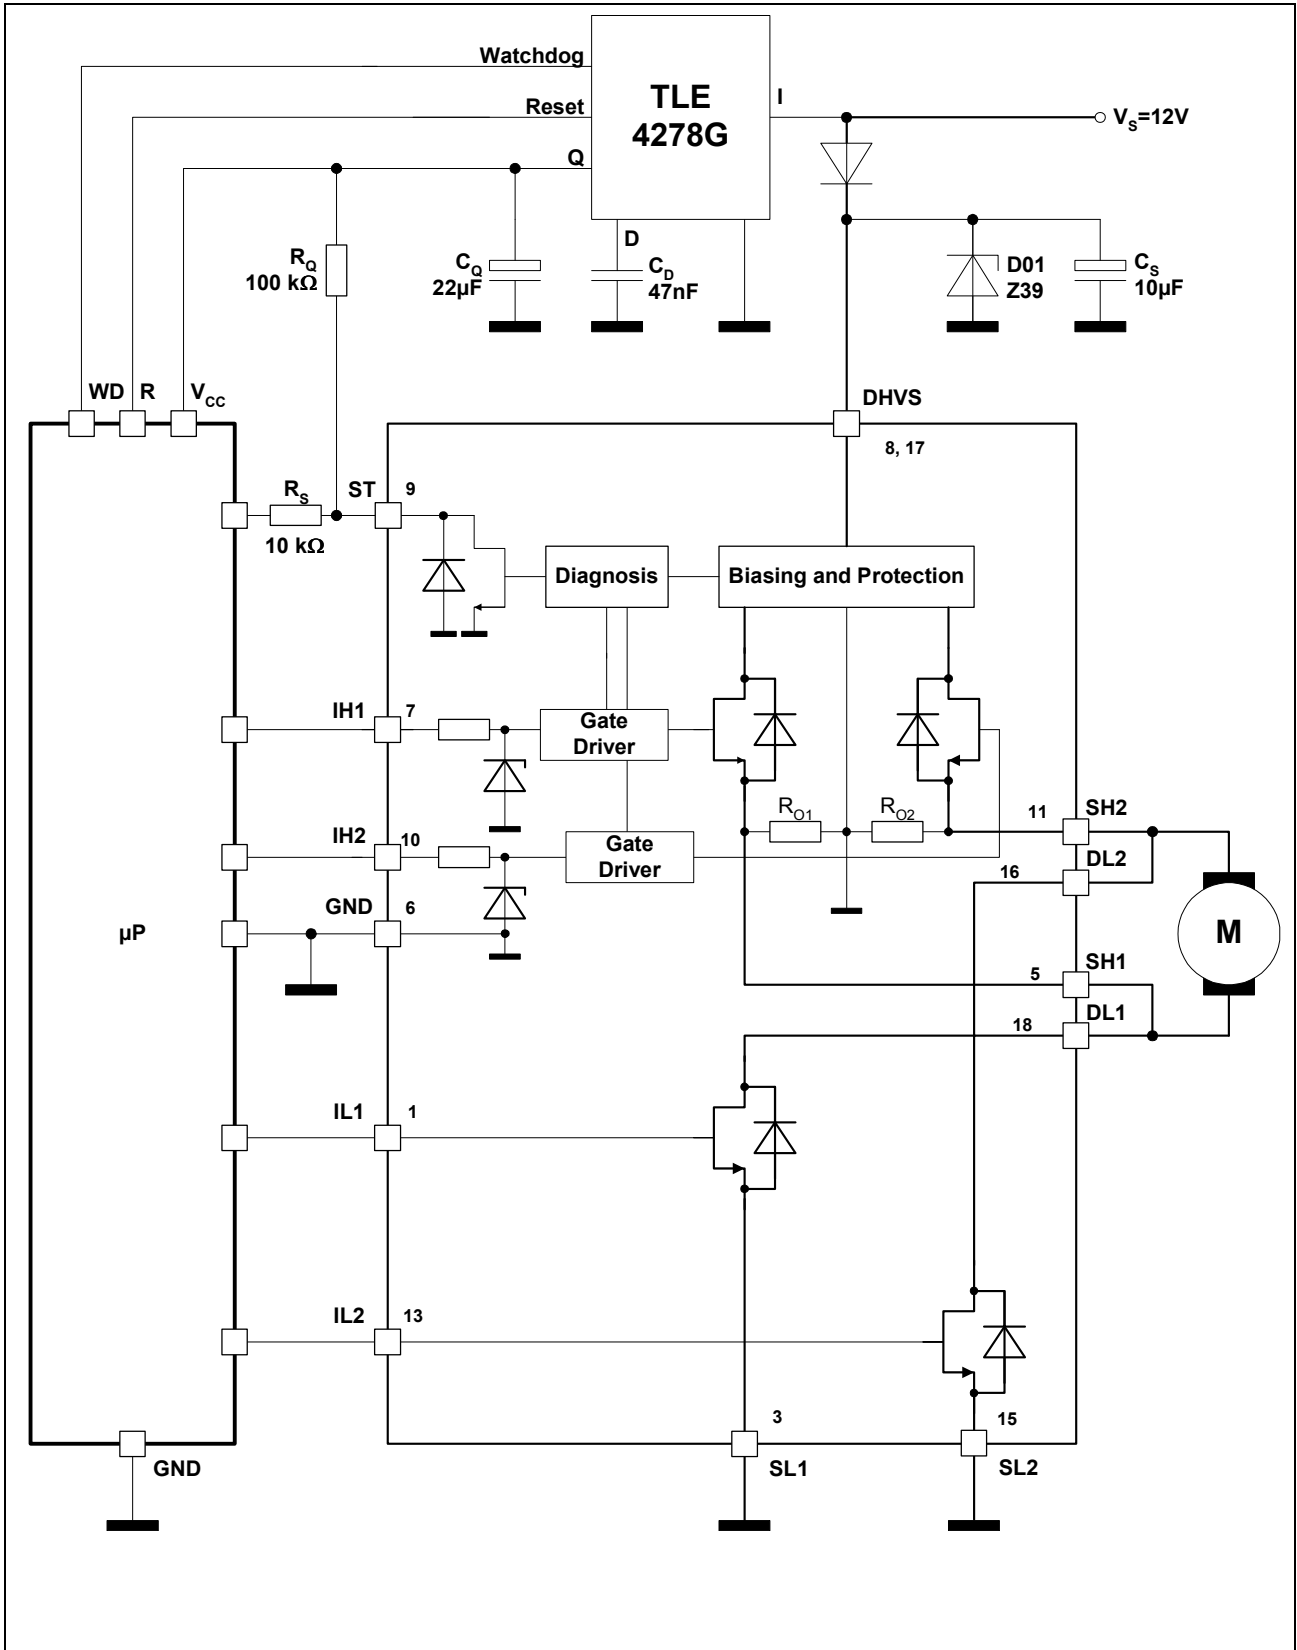 Watchdog
TLE
4278G
I
Reset
V_S=12V
Q
D
R_Q
100 kΩ
C_Q
22µF
C_D
47nF
D01
Z39
C_S
10µF
WD
R
V_CC
DHVS
8, 17
R_S
10 kΩ
ST
9
Diagnosis
Biasing and Protection
IH1
7
Gate
Driver
R_O1
R_O2
11
SH2
IH2
10
Gate
Driver
16
DL2
GND
6
µP
M
5
SH1
18
DL1
IL1
1
IL2
13
3
15
GND
SL1
SL2